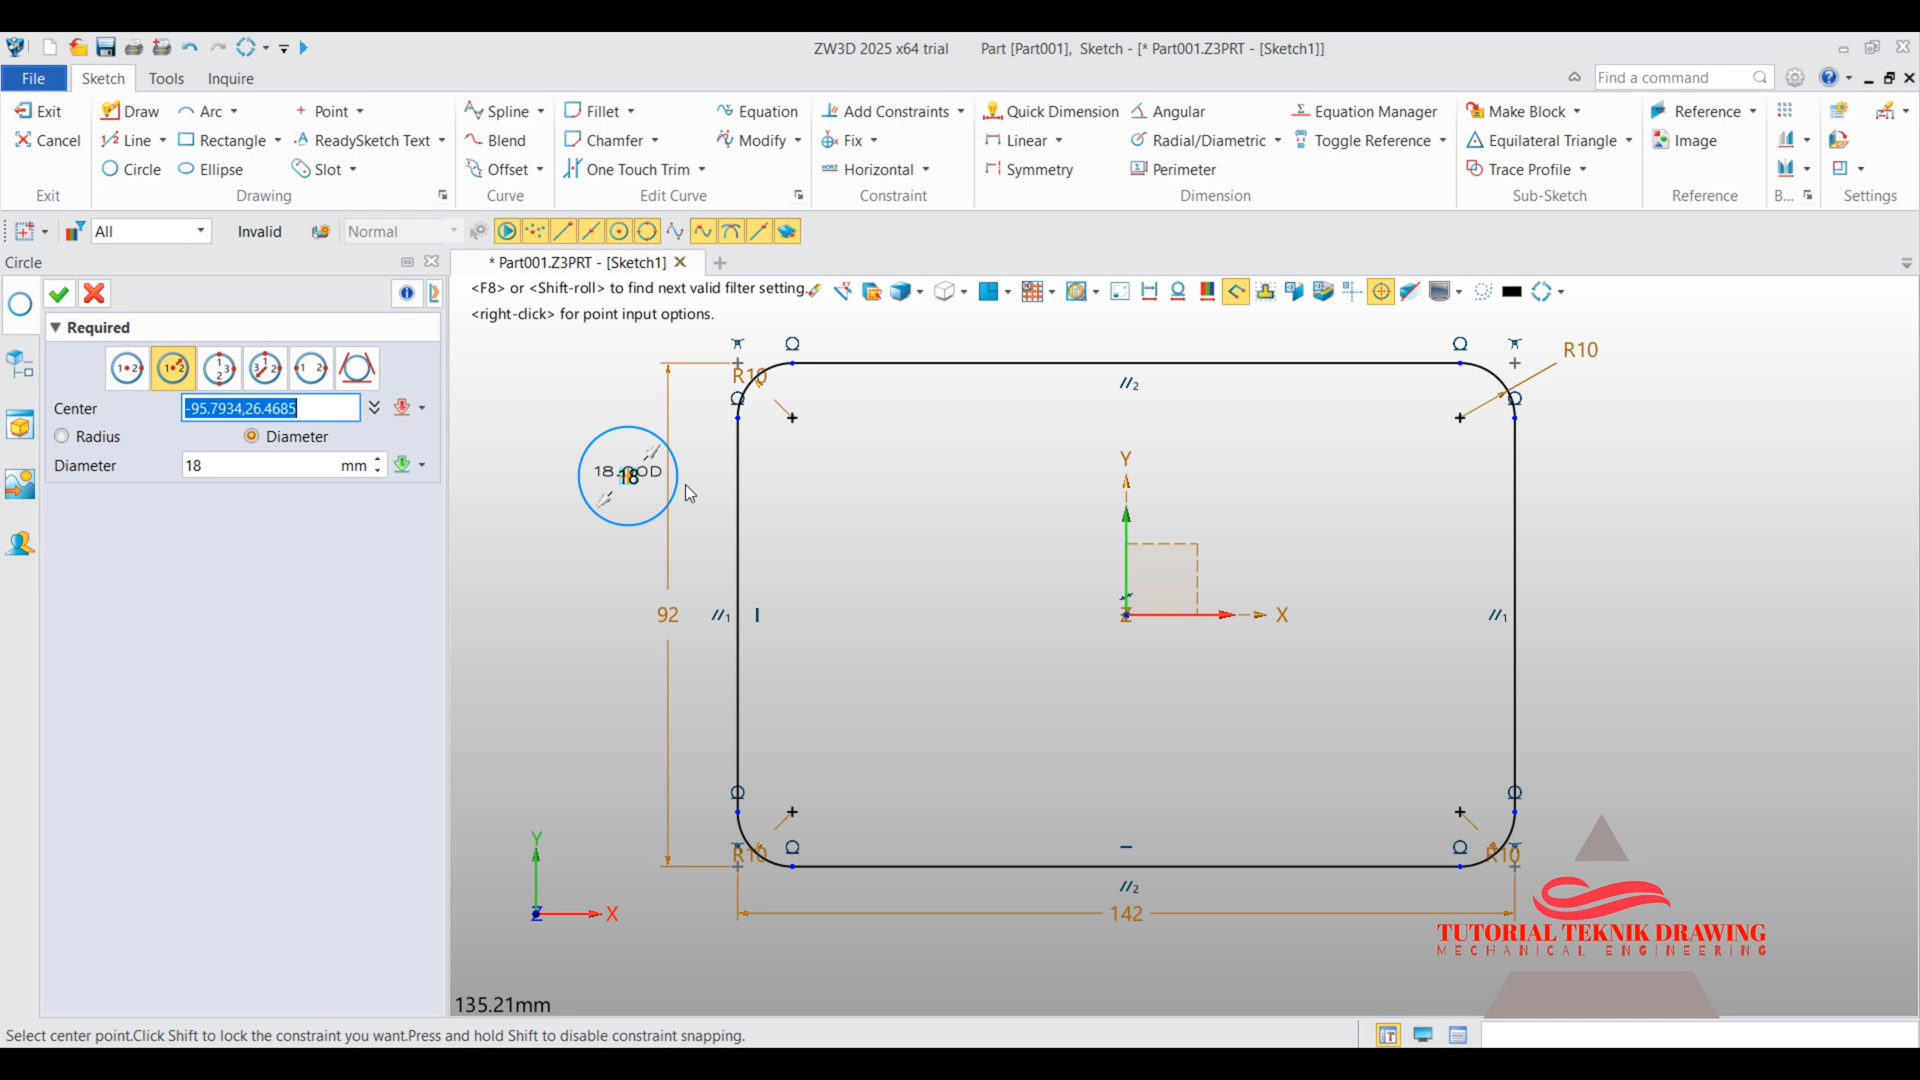 ZW3D 2025 x64 trial Part [Part001], Sketch - [* Part001.Z3PRT - [Sketch1]]
File Sketch Tools Inquire Find a command
Exit Draw Arc Point Spline Fillet Equation Add Constraints Quick Dimension Angular Equation Manager Make Block Reference
Cancel Line Rectangle ReadySketch Text Blend Chamfer Modify Fix Linear Radial/Diametric Toggle Reference Equilateral Triangle Image
Circle Ellipse Slot Offset One Touch Trim Horizontal Symmetry Perimeter Trace Profile
Exit Drawing Curve Edit Curve Constraint Dimension Sub-Sketch Reference B... Settings
All Invalid Normal
Circle
* Part001.Z3PRT - [Sketch1]
<F8> or <Shift-roll> to find next valid filter setting.
<right-click> for point input options.
Required
Center -95.7934,26.4685
Radius Diameter
Diameter 18 mm
R10
R10
//2
18
Y
92
//1
//1
Z
X
R10
R10
//2
142
Y
Z
X
TUTORIAL TEKNIK DRAWING
MECHANICAL ENGINEERING
135.21mm
Select center point.Click Shift to lock the constraint you want.Press and hold Shift to disable constraint snapping.